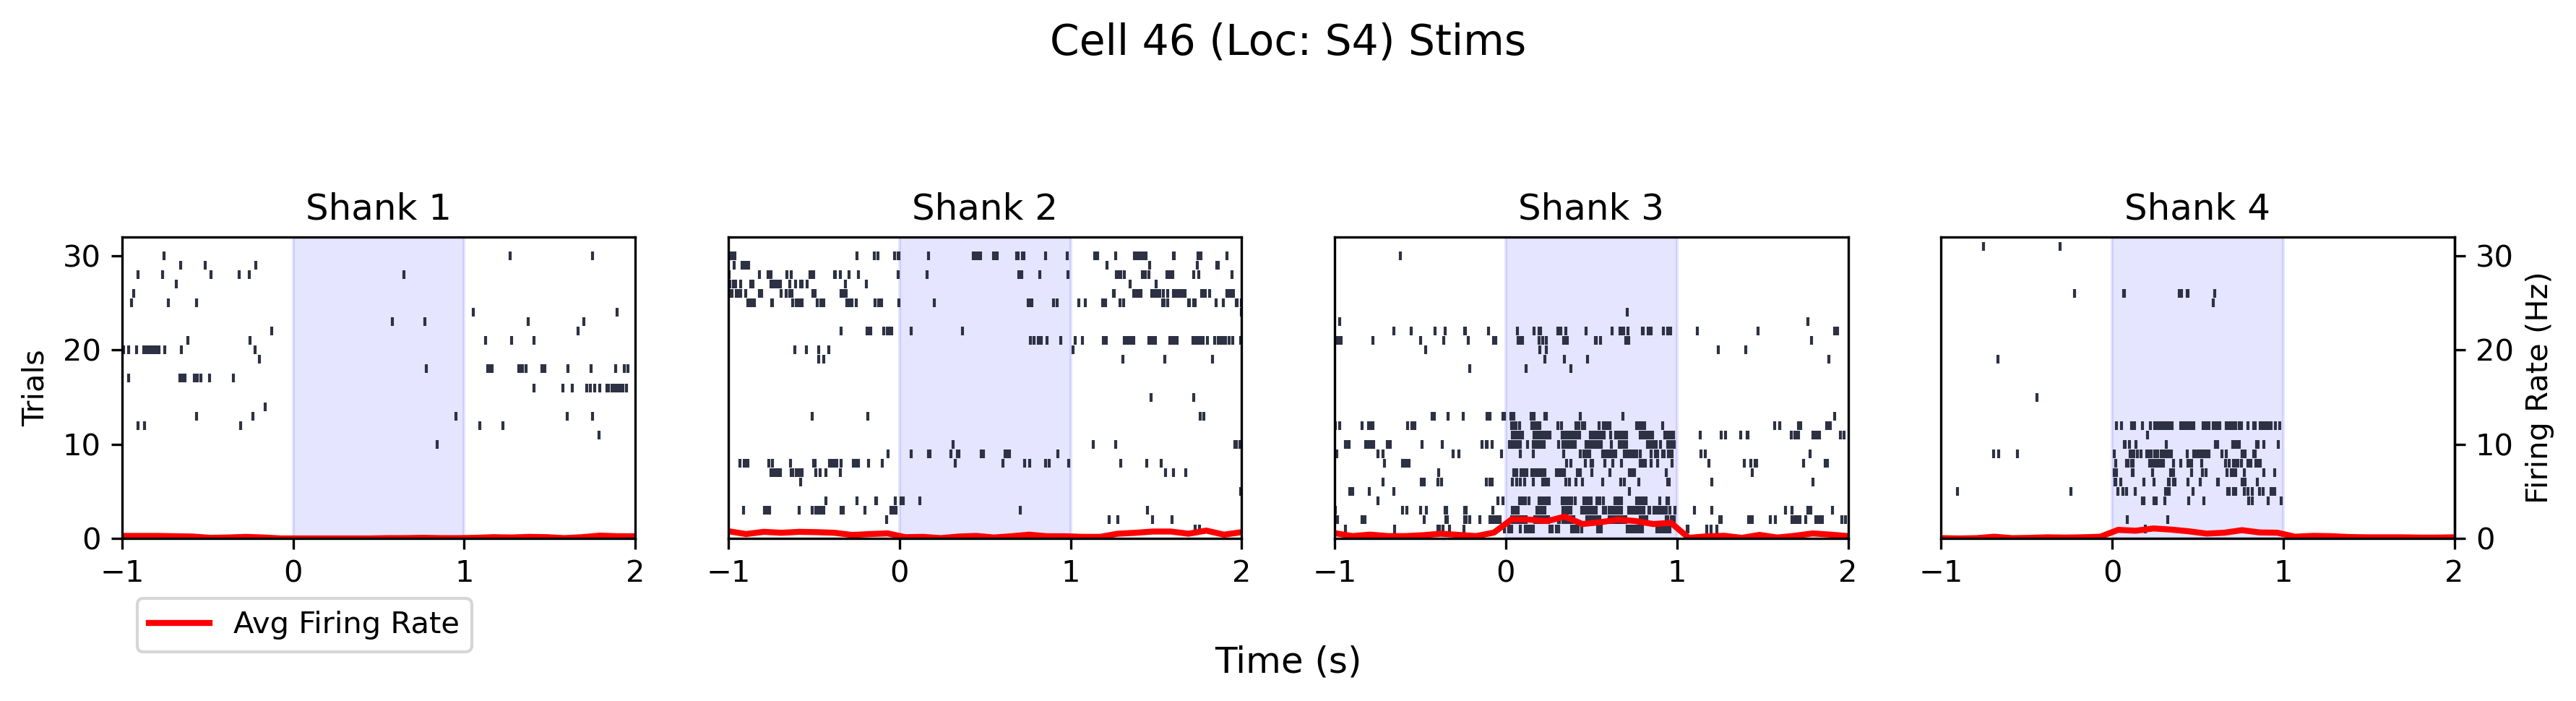 Cell 46 (Loc: S4) Stims
Shank 1
Shank 2
Shank 3
Shank 4
Trials
30
20
10
0
−1 0 1 2
−1 0 1 2
−1 0 1 2
−1 0 1 2
30
20
10
0
Firing Rate (Hz)
Avg Firing Rate
Time (s)